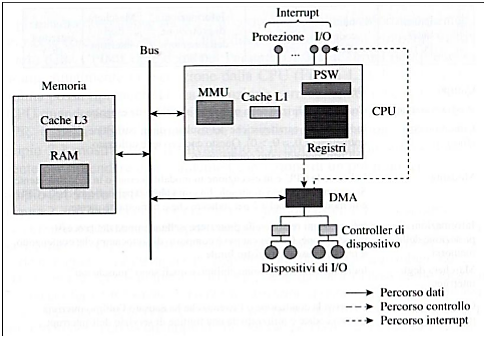 Interrupt
Protezione I/O
...
Bus
Memoria
Cache L3
RAM
MMU
Cache L1
PSW
Registri
CPU
DMA
Controller di
dispositivo
Dispositivi di I/O
Percorso dati
Percorso controllo
Percorso interrupt